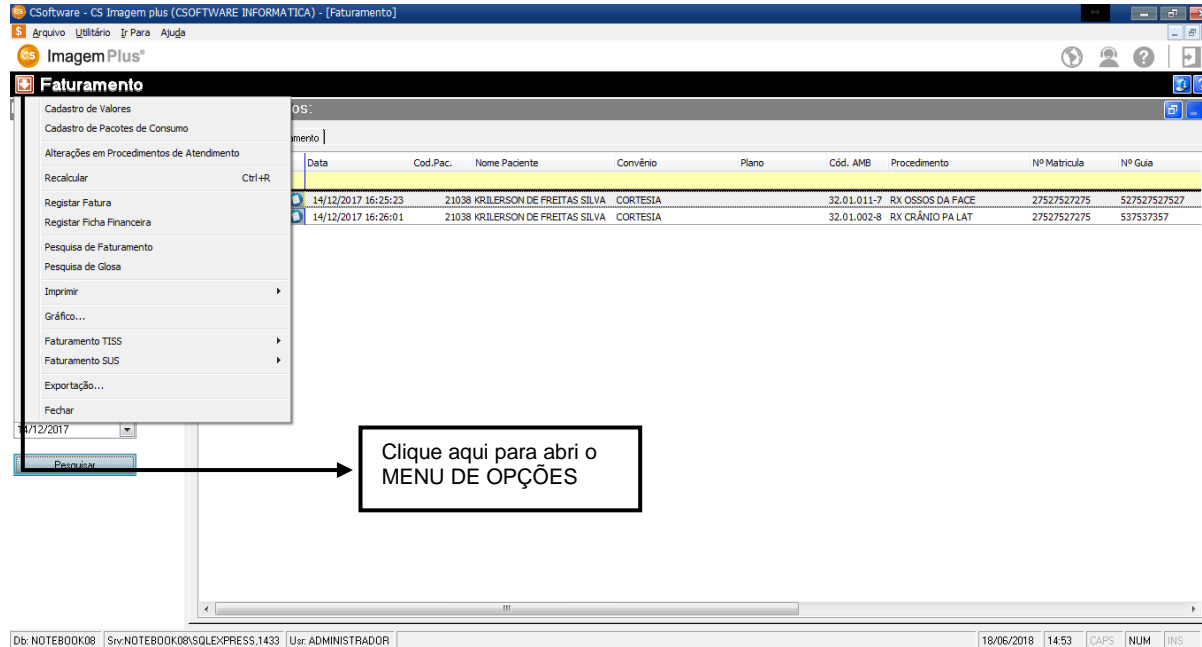 CSoftware - CS Imagem plus (CSOFTWARE INFORMATICA) - [Faturamento]
Arquivo Utilitário Ir Para Ajuda
cs Imagem Plus®
Faturamento
os:
Cadastro de Valores
Cadastro de Pacotes de Consumo
Alterações em Procedimentos de Atendimento
Recalcular Ctrl+R
Registar Fatura
Registar Ficha Financeira
Pesquisa de Faturamento
Pesquisa de Glosa
Imprimir
Gráfico...
Faturamento TISS
Faturamento SUS
Exportação...
Fechar
amento
Data Cod.Pac. Nome Paciente Convênio Plano Cód. AMB Procedimento Nº Matricula Nº Guia
14/12/2017 16:25:23 21038 KRILERSON DE FREITAS SILVA CORTESIA 32.01.011-7 RX OSSOS DA FACE 27527527275 527527527527
14/12/2017 16:26:01 21038 KRILERSON DE FREITAS SILVA CORTESIA 32.01.002-8 RX CRÂNIO PA LAT 27527527275 537537357
14/12/2017
Pesquisar
Clique aqui para abri o
MENU DE OPÇÕES
Db: NOTEBOOK08 Srv:NOTEBOOK08\SQLEXPRESS,1433 Usr: ADMINISTRADOR 18/06/2018 14:53 CAPS NUM INS